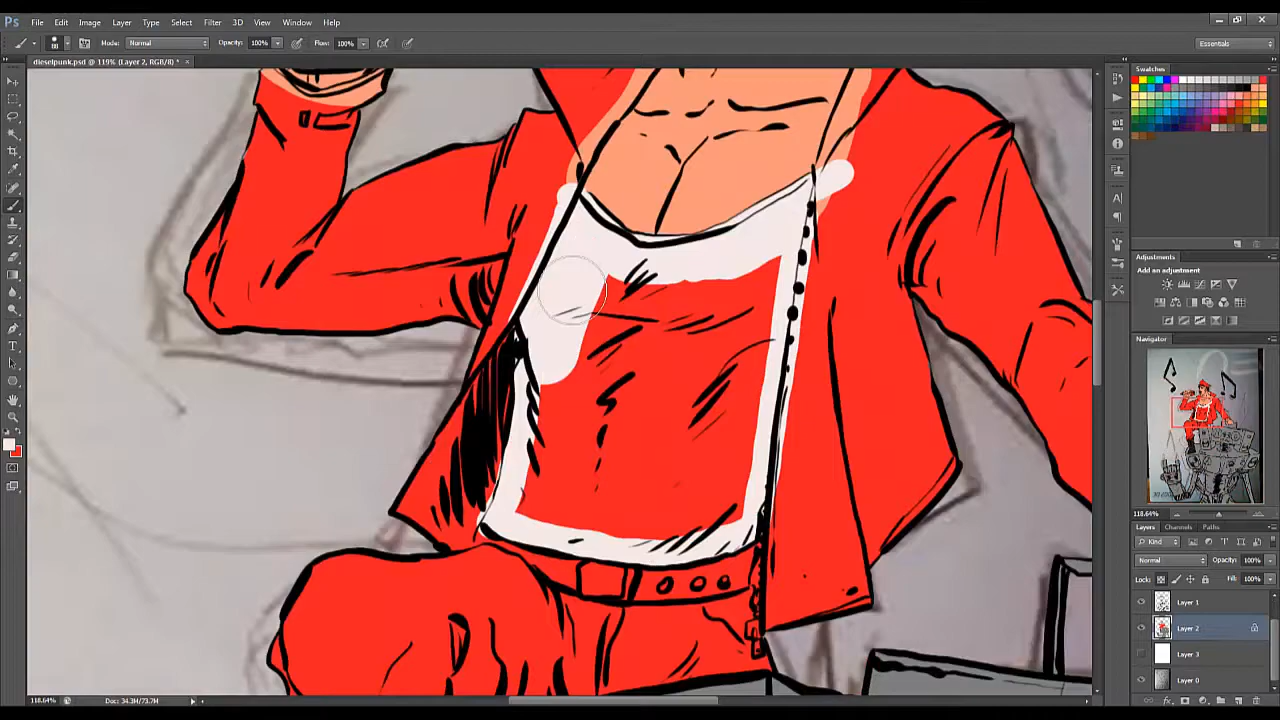 Ps File Edit Image Layer Type Select Filter 3D View Window Help
Mode: Normal Opacity: 100% Flow: 100% Essentials
dieselpunk.psd @ 119% (Layer 2, RGB/8) * ×
Swatches
Adjustments
Add an adjustment
Navigator
118.64%
Layers Channels Paths
Kind
Normal Opacity: 100%
Lock: Fill: 100%
Layer 1
Layer 2
Layer 3
Layer 0
118.64% Doc: 34.3M/73.7M